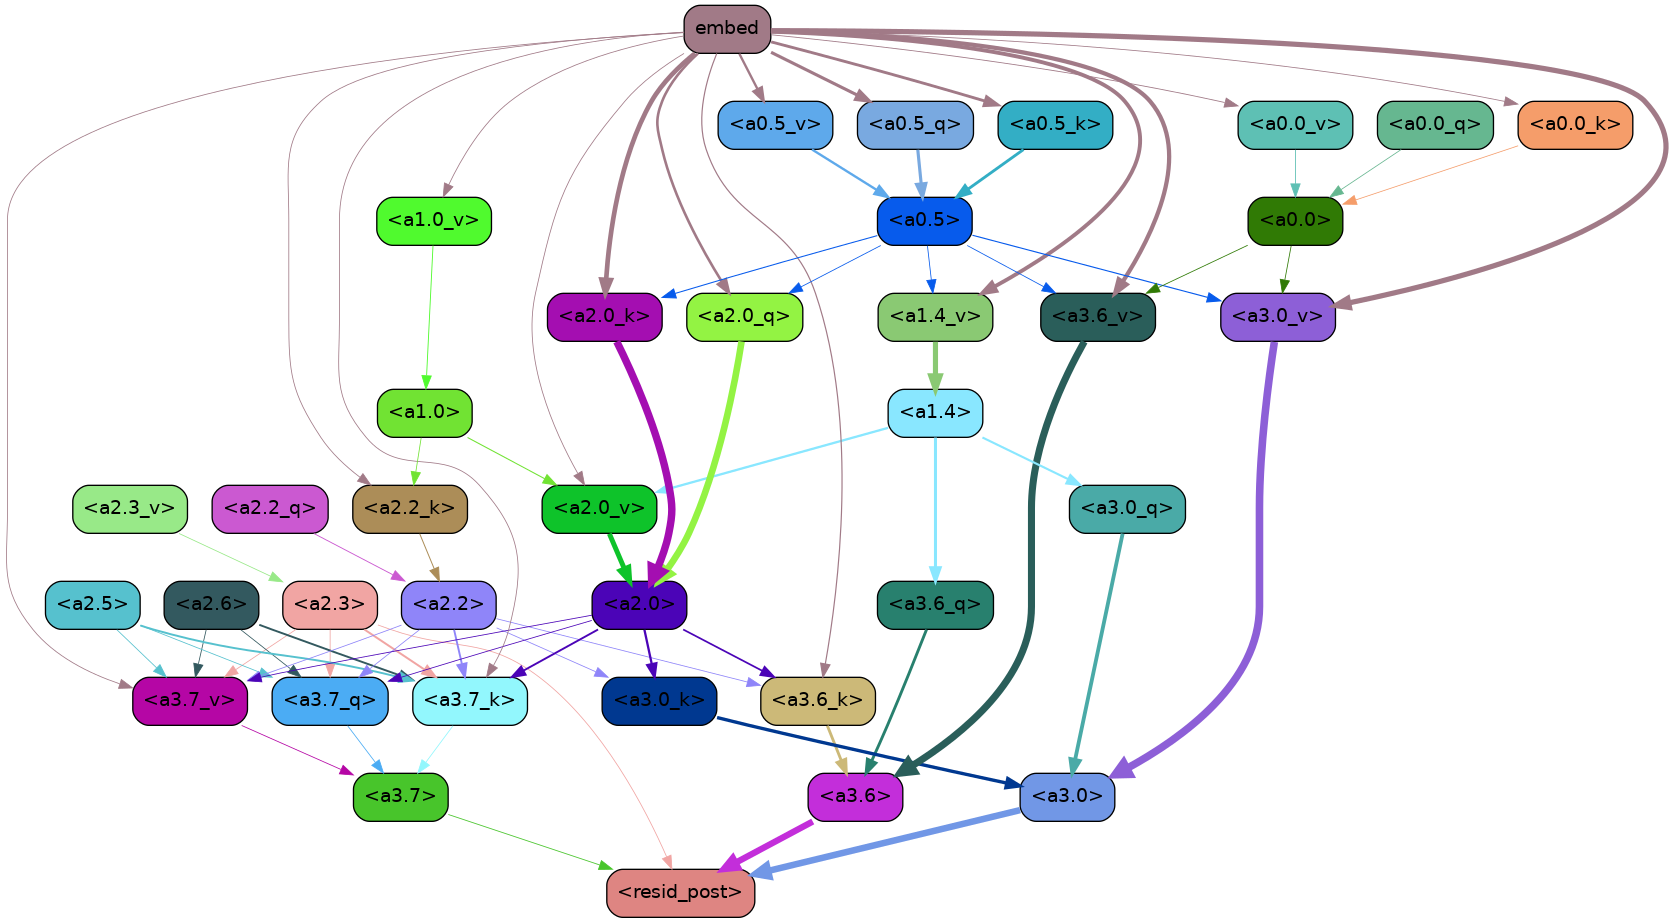 embed
<a0.5_v> <a0.5_q> <a0.5_k> <a0.0_v> <a0.0_q> <a0.0_k>
<a1.0_v> <a0.5> <a0.0>
<a2.0_k> <a2.0_q> <a1.4_v> <a3.6_v> <a3.0_v>
<a1.0> <a1.4>
<a2.3_v> <a2.2_q> <a2.2_k> <a2.0_v> <a3.0_q>
<a2.5> <a2.6> <a2.3> <a2.2> <a2.0> <a3.6_q>
<a3.7_v> <a3.7_q> <a3.7_k> <a3.0_k> <a3.6_k>
<a3.7> <a3.6> <a3.0>
<resid_post>